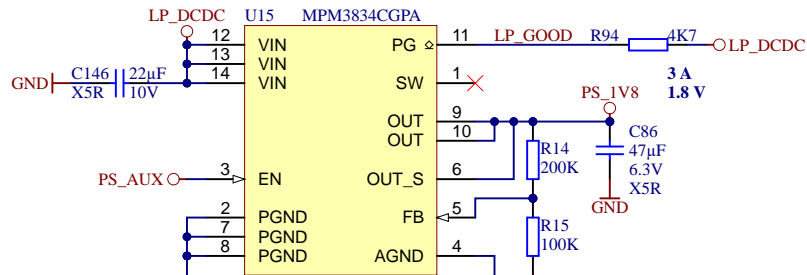 LP_DCDC U15 MPM3834CGPA
12 VIN PG 11 LP_GOOD R94 4K7 LP_DCDC
13 VIN
C146 22µF 14 VIN SW 1 3 A
GND X5R 10V 1.8 V
PS_1V8
OUT 9
OUT 10 C86
R14 47µF
200K 6.3V
PS_AUX 3 EN OUT_S 6 X5R
GND
2 PGND FB 5
7 PGND R15
8 PGND AGND 4 100K